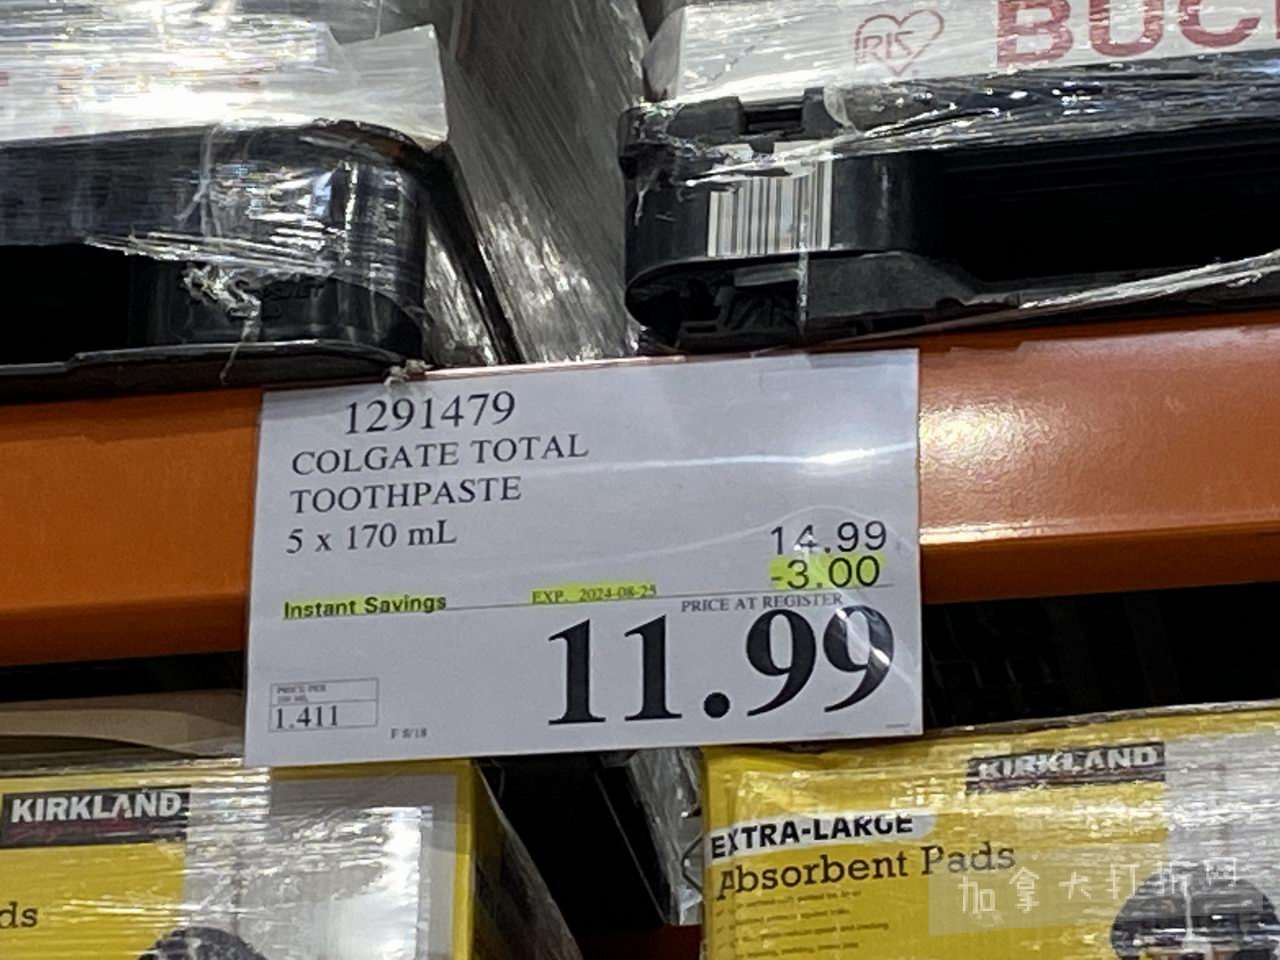 IRIS
BUC
1291479
COLGATE TOTAL
TOOTHPASTE
5 x 170 mL
14.99
-3.00
Instant Savings
EXP. 2024-08-25
PRICE AT REGISTER
11.99
PRICE PER
1.411
F 8/18
KIRKLAND
KIRKLAND
EXTRA-LARGE
Absorbent Pads
ds
加拿大打折网